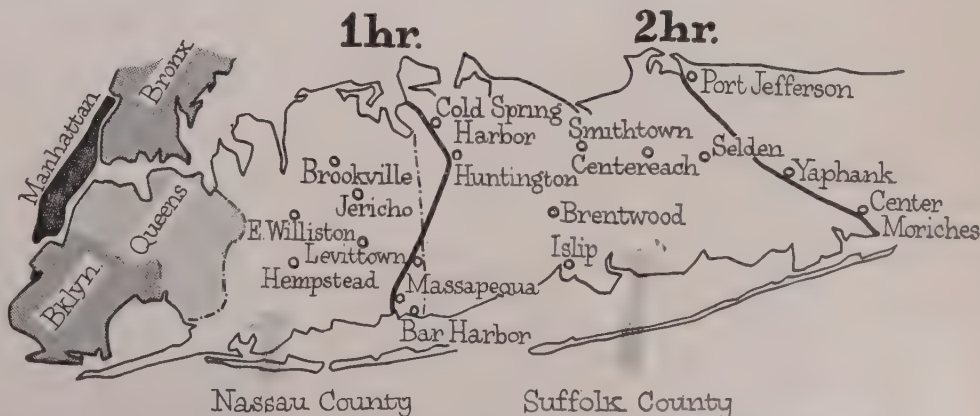 1hr.
2hr.
Manhattan
Bronx
Queens
Bklyn
Cold Spring
Harbor
Huntington
Brookville
Jericho
E. Williston
Levittown
Hempstead
Massapequa
Bar Harbor
Port Jefferson
Smithtown
Centereach
Selden
Yaphank
Center
Moriches
Brentwood
Islip
Nassau County
Suffolk County